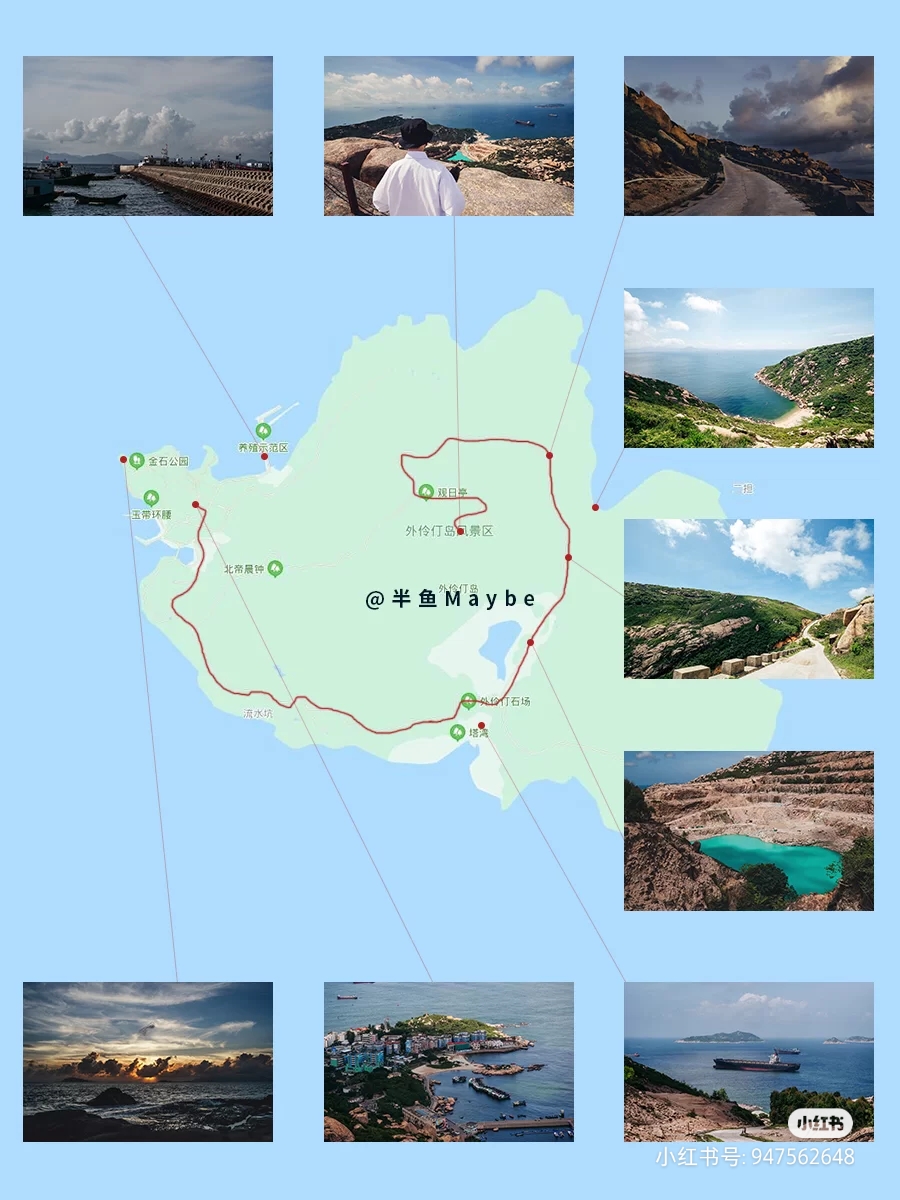 养殖示范区
金石公园
二担
玉带环腰
观日亭
外伶仃岛风景区
北帝晨钟
外伶仃岛
@半鱼Maybe
外伶仃石场
流水坑
塔湾
小红书
小红书号: 947562648